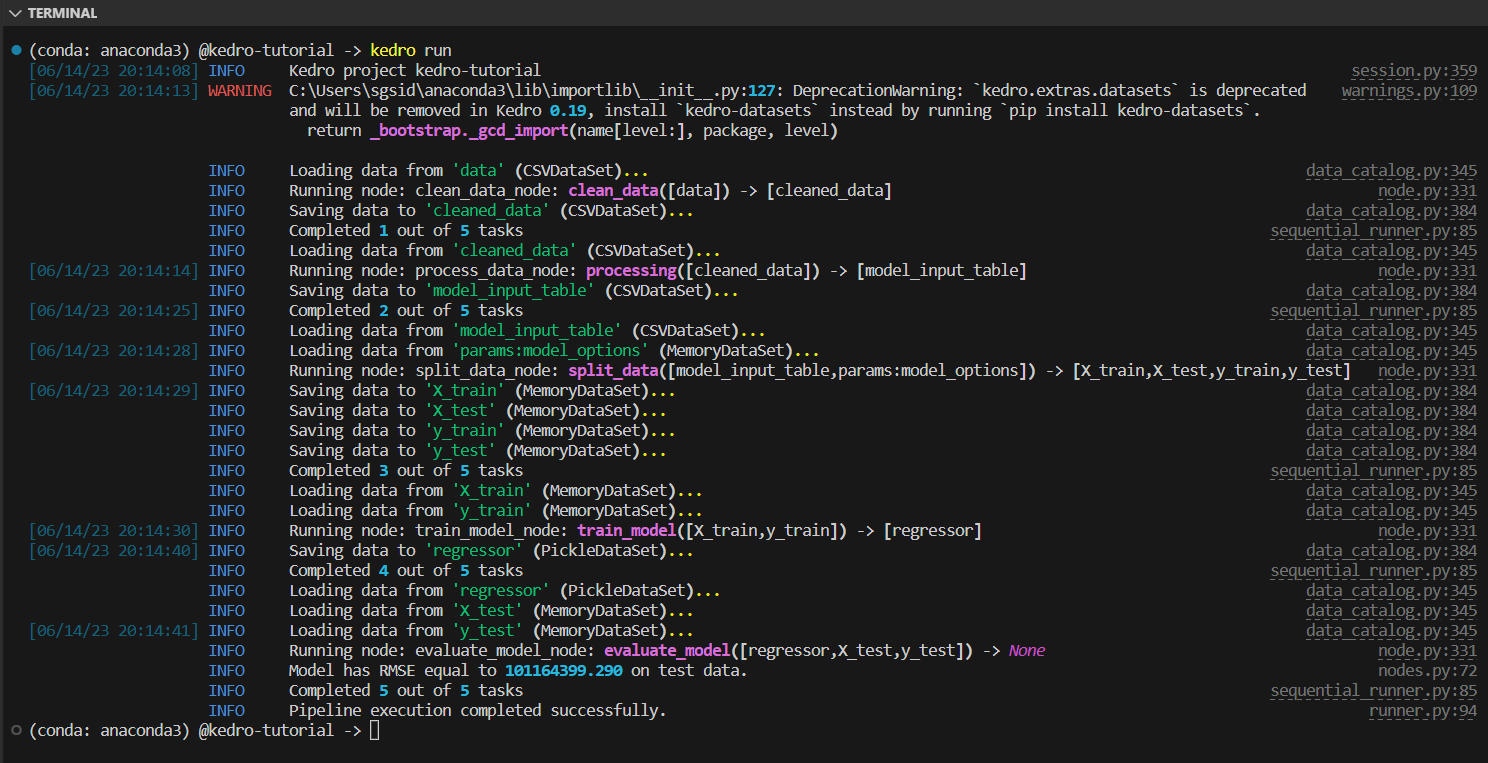 TERMINAL
(conda: anaconda3) @kedro-tutorial -> kedro run
[06/14/23 20:14:08] INFO Kedro project kedro-tutorial session.py:359
[06/14/23 20:14:13] WARNING C:\Users\sgsid\anaconda3\lib\importlib\__init__.py:127: DeprecationWarning: `kedro.extras.datasets` is deprecated warnings.py:109
and will be removed in Kedro 0.19, install `kedro-datasets` instead by running `pip install kedro-datasets`.
return _bootstrap._gcd_import(name[level:], package, level)
INFO Loading data from 'data' (CSVDataSet)... data_catalog.py:345
INFO Running node: clean_data_node: clean_data([data]) -> [cleaned_data] node.py:331
INFO Saving data to 'cleaned_data' (CSVDataSet)... data_catalog.py:384
INFO Completed 1 out of 5 tasks sequential_runner.py:85
INFO Loading data from 'cleaned_data' (CSVDataSet)... data_catalog.py:345
[06/14/23 20:14:14] INFO Running node: process_data_node: processing([cleaned_data]) -> [model_input_table] node.py:331
INFO Saving data to 'model_input_table' (CSVDataSet)... data_catalog.py:384
[06/14/23 20:14:25] INFO Completed 2 out of 5 tasks sequential_runner.py:85
INFO Loading data from 'model_input_table' (CSVDataSet)... data_catalog.py:345
[06/14/23 20:14:28] INFO Loading data from 'params:model_options' (MemoryDataSet)... data_catalog.py:345
INFO Running node: split_data_node: split_data([model_input_table,params:model_options]) -> [X_train,X_test,y_train,y_test] node.py:331
[06/14/23 20:14:29] INFO Saving data to 'X_train' (MemoryDataSet)... data_catalog.py:384
INFO Saving data to 'X_test' (MemoryDataSet)... data_catalog.py:384
INFO Saving data to 'y_train' (MemoryDataSet)... data_catalog.py:384
INFO Saving data to 'y_test' (MemoryDataSet)... data_catalog.py:384
INFO Completed 3 out of 5 tasks sequential_runner.py:85
INFO Loading data from 'X_train' (MemoryDataSet)... data_catalog.py:345
INFO Loading data from 'y_train' (MemoryDataSet)... data_catalog.py:345
[06/14/23 20:14:30] INFO Running node: train_model_node: train_model([X_train,y_train]) -> [regressor] node.py:331
[06/14/23 20:14:40] INFO Saving data to 'regressor' (PickleDataSet)... data_catalog.py:384
INFO Completed 4 out of 5 tasks sequential_runner.py:85
INFO Loading data from 'regressor' (PickleDataSet)... data_catalog.py:345
INFO Loading data from 'X_test' (MemoryDataSet)... data_catalog.py:345
[06/14/23 20:14:41] INFO Loading data from 'y_test' (MemoryDataSet)... data_catalog.py:345
INFO Running node: evaluate_model_node: evaluate_model([regressor,X_test,y_test]) -> None node.py:331
INFO Model has RMSE equal to 101164399.290 on test data. nodes.py:72
INFO Completed 5 out of 5 tasks sequential_runner.py:85
INFO Pipeline execution completed successfully. runner.py:94
(conda: anaconda3) @kedro-tutorial ->